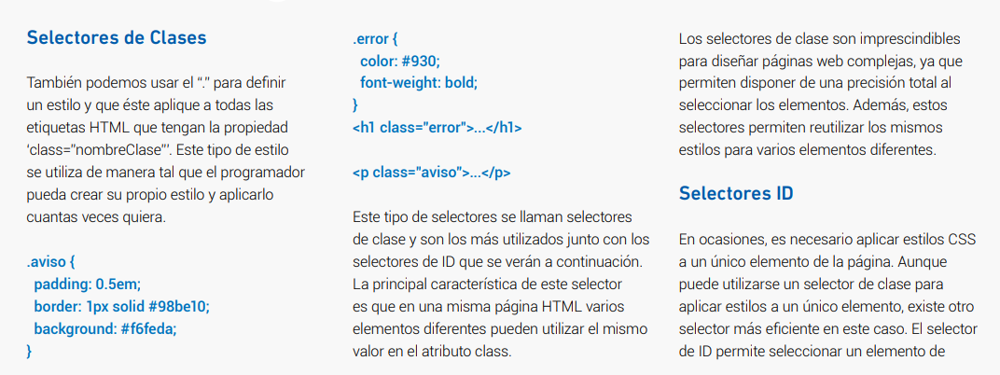 Selectores de Clases
También podemos usar el “.” para definir
un estilo y que éste aplique a todas las
etiquetas HTML que tengan la propiedad
‘class="nombreClase"’. Este tipo de estilo
se utiliza de manera tal que el programador
pueda crear su propio estilo y aplicarlo
cuantas veces quiera.
.aviso {
padding: 0.5em;
border: 1px solid #98be10;
background: #f6feda;
}
.error {
color: #930;
font-weight: bold;
}
<h1 class="error">...</h1>
<p class="aviso">...</p>
Este tipo de selectores se llaman selectores
de clase y son los más utilizados junto con los
selectores de ID que se verán a continuación.
La principal característica de este selector
es que en una misma página HTML varios
elementos diferentes pueden utilizar el mismo
valor en el atributo class.
Los selectores de clase son imprescindibles
para diseñar páginas web complejas, ya que
permiten disponer de una precisión total al
seleccionar los elementos. Además, estos
selectores permiten reutilizar los mismos
estilos para varios elementos diferentes.
Selectores ID
En ocasiones, es necesario aplicar estilos CSS
a un único elemento de la página. Aunque
puede utilizarse un selector de clase para
aplicar estilos a un único elemento, existe otro
selector más eficiente en este caso. El selector
de ID permite seleccionar un elemento de